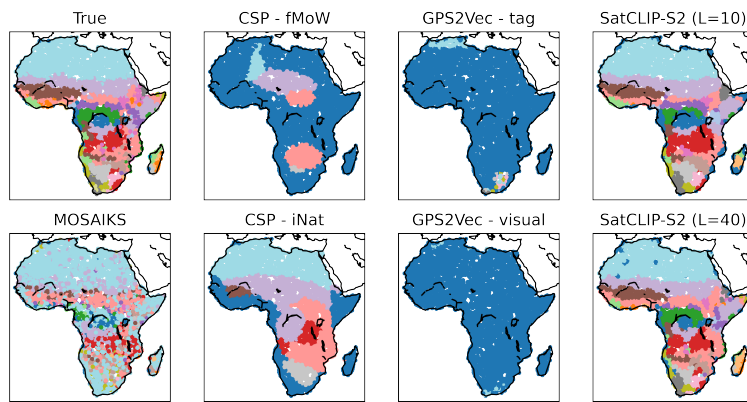 True
CSP - fMoW
GPS2Vec - tag
SatCLIP-S2 (L=10)
MOSAIKS
CSP - iNat
GPS2Vec - visual
SatCLIP-S2 (L=40)